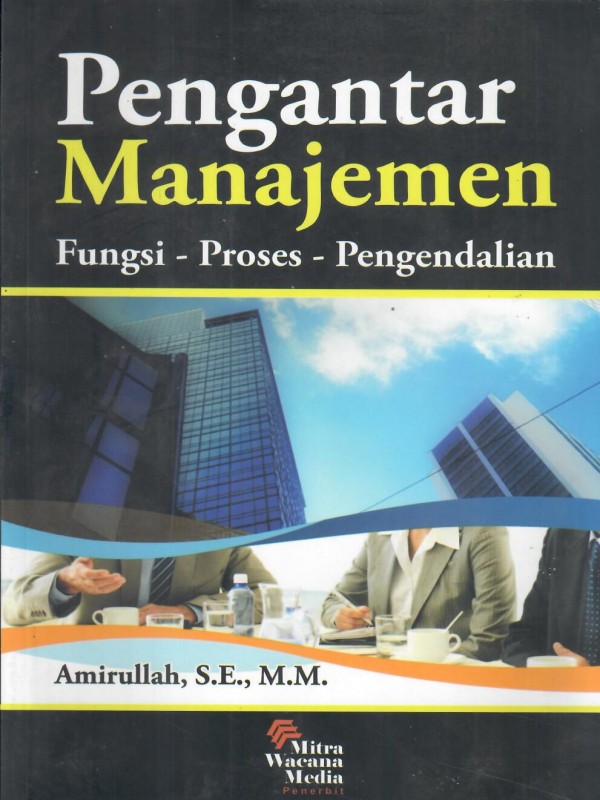 Pengantar
Manajemen
Fungsi - Proses - Pengendalian
Amirullah, S.E., M.M.
Mitra
Wacana
Media
Penerbit